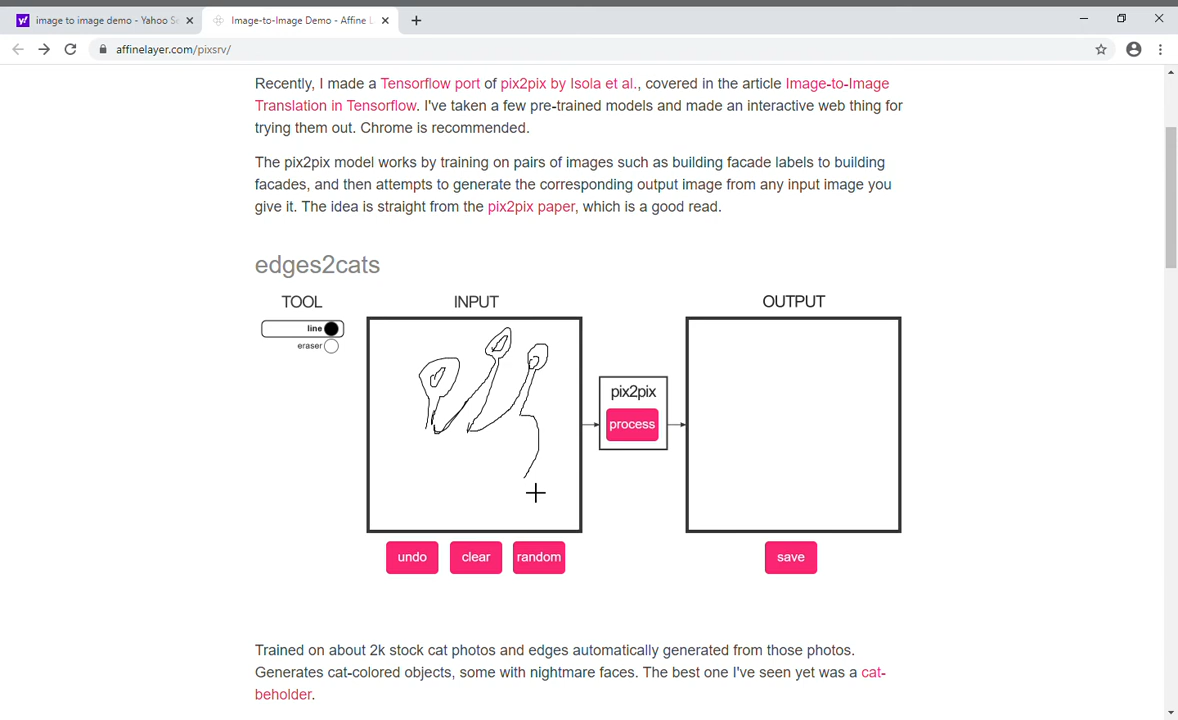 image to image demo - Yahoo Se
Image-to-Image Demo - Affine L
affinelayer.com/pixsrv/
Recently, I made a Tensorflow port of pix2pix by Isola et al., covered in the article Image-to-Image
Translation in Tensorflow. I've taken a few pre-trained models and made an interactive web thing for
trying them out. Chrome is recommended.
The pix2pix model works by training on pairs of images such as building facade labels to building
facades, and then attempts to generate the corresponding output image from any input image you
give it. The idea is straight from the pix2pix paper, which is a good read.
edges2cats
TOOL
INPUT
OUTPUT
line
eraser
pix2pix
process
undo
clear
random
save
Trained on about 2k stock cat photos and edges automatically generated from those photos.
Generates cat-colored objects, some with nightmare faces. The best one I've seen yet was a cat-
beholder.